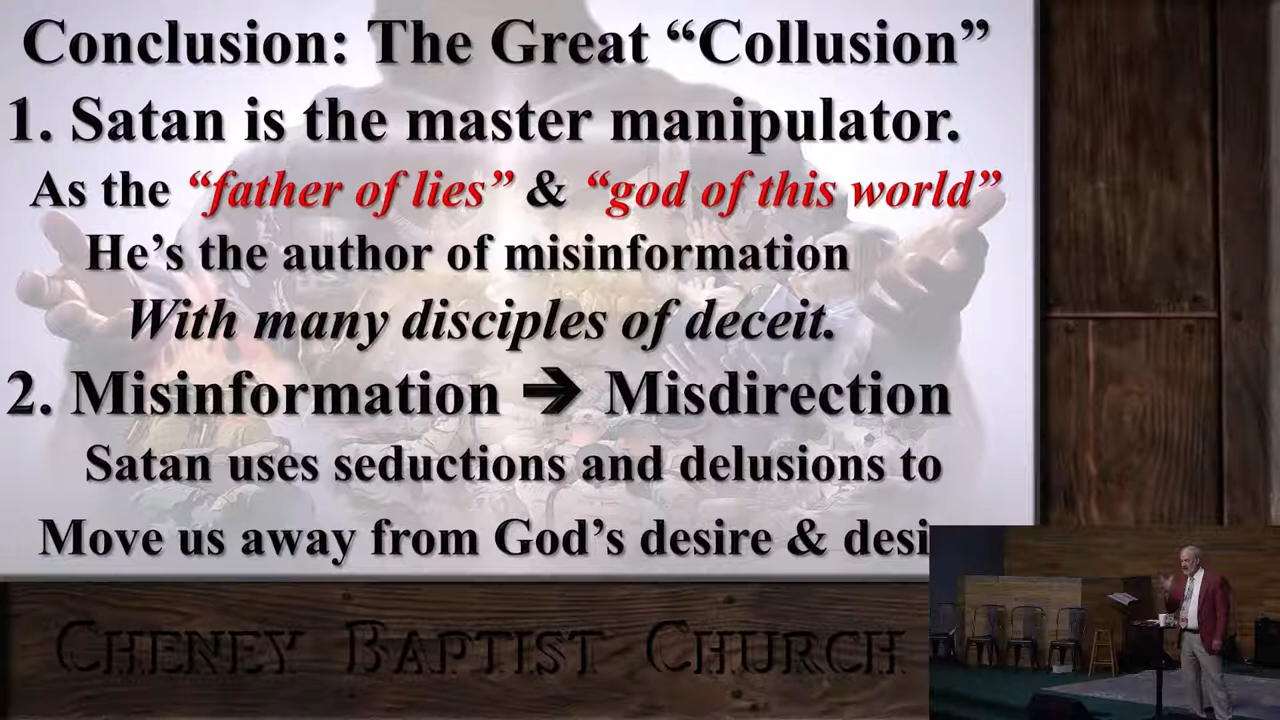 Conclusion: The Great “Collusion”
1. Satan is the master manipulator.
As the “father of lies” & “god of this world”
He’s the author of misinformation
With many disciples of deceit.
2. Misinformation ➔ Misdirection
Satan uses seductions and delusions to
Move us away from God’s desire &
CHENEY BAPTIST CHURCH